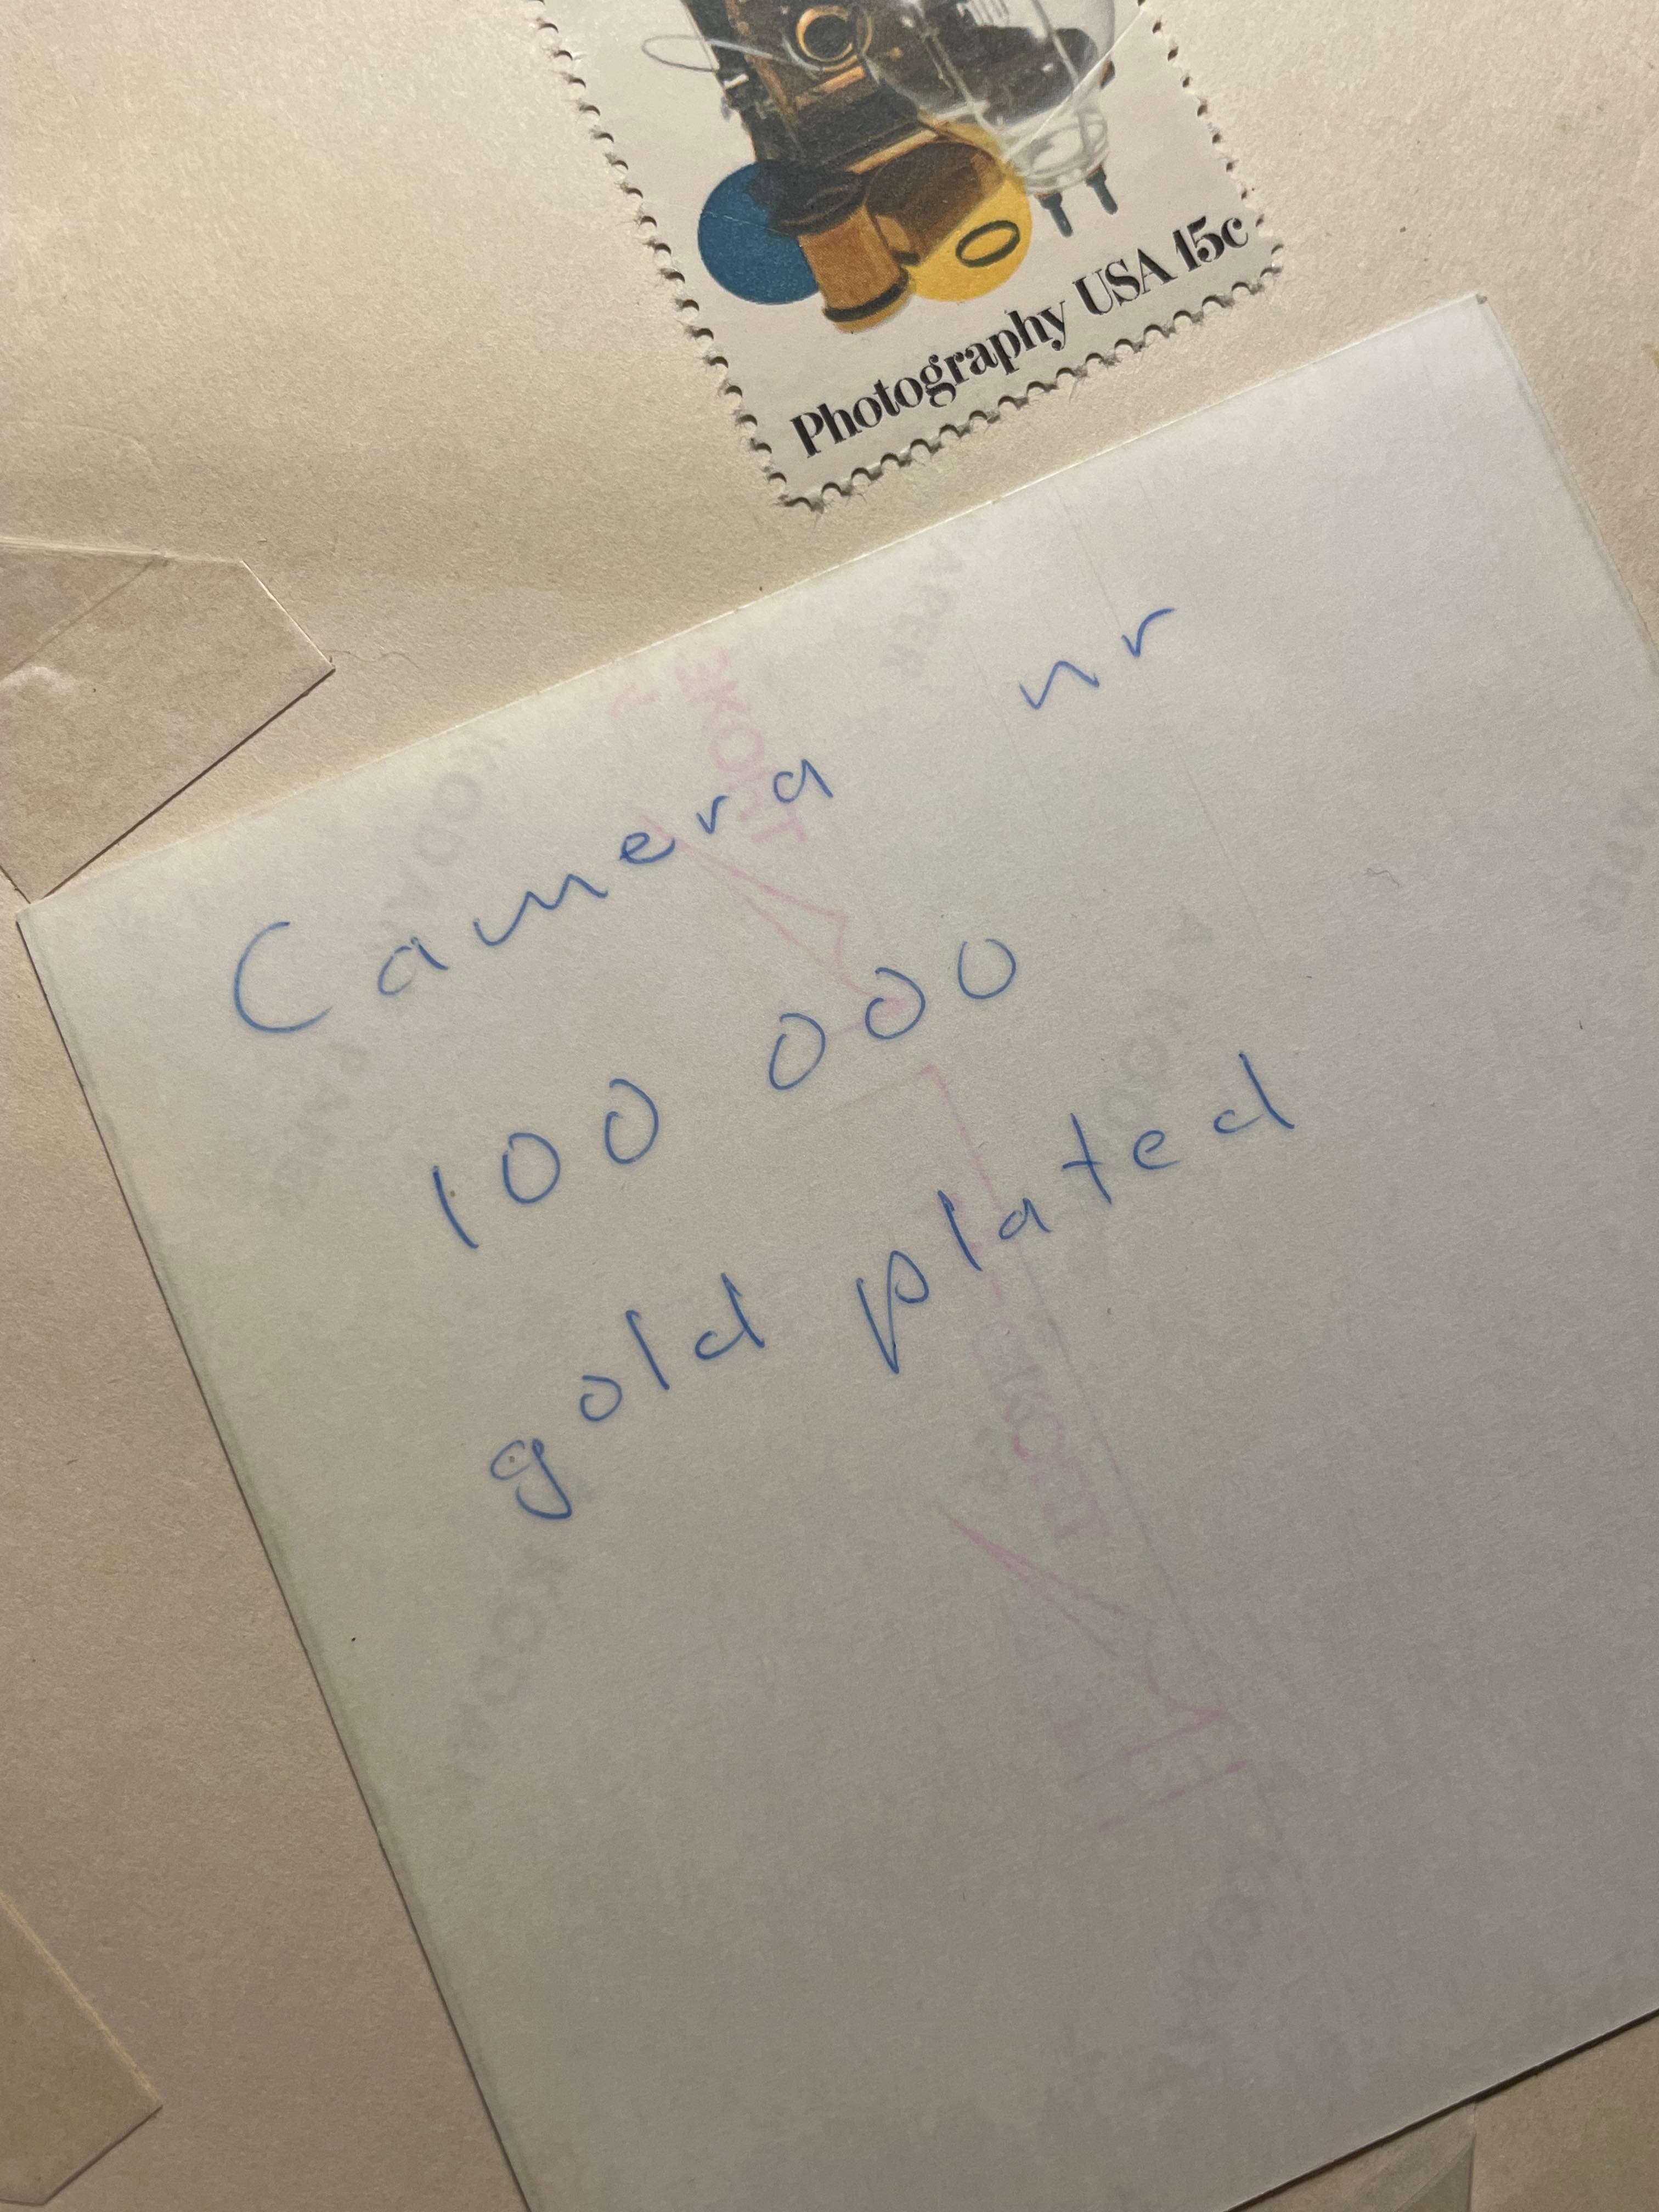 Photography USA 15c
Camera nr
100 000
gold plated